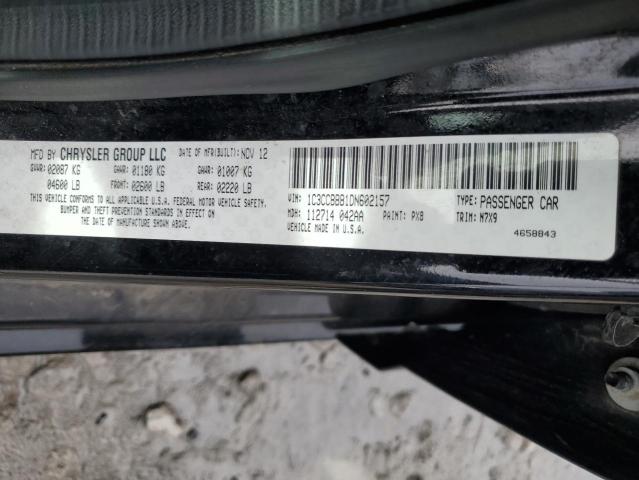 MFD BY CHRYSLER GROUP LLC DATE OF MFR(BUILT): NOV 12
GVWR: 02087 KG GAWR: 01180 KG GAWR: 01007 KG
04600 LB FRONT: 02600 LB REAR: 02220 LB
THIS VEHICLE CONFORMS TO ALL APPLICABLE U.S.A. FEDERAL MOTOR VEHICLE SAFETY,
BUMPER AND THEFT PREVENTION STANDARDS IN EFFECT ON
THE DATE OF MANUFACTURE SHOWN ABOVE.
VIN: 1C3CCBBB1DN602157 TYPE: PASSENGER CAR
MDH: 112714 042AA PAINT: PX8 TRIM: M7X9
VEHICLE MADE IN U.S.A. 4658843